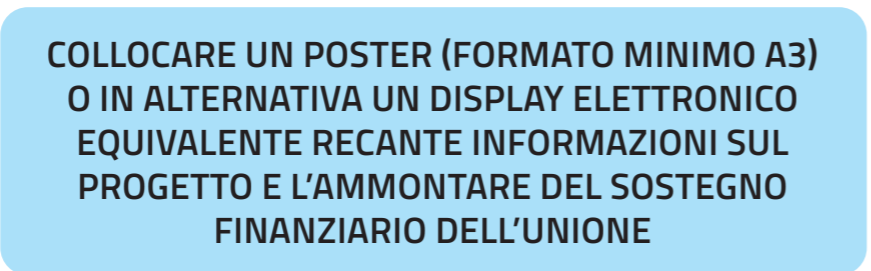 COLLOCARE UN POSTER (FORMATO MINIMO A3)
O IN ALTERNATIVA UN DISPLAY ELETTRONICO
EQUIVALENTE RECANTE INFORMAZIONI SUL
PROGETTO E L’AMMONTARE DEL SOSTEGNO
FINANZIARIO DELL’UNIONE